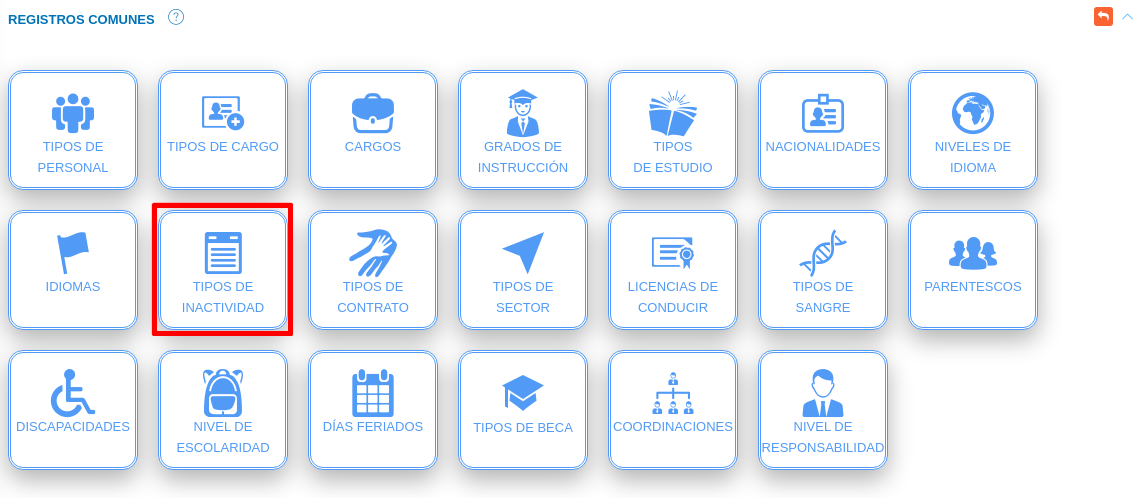 REGISTROS COMUNES ?
TIPOS DE
PERSONAL
TIPOS DE CARGO
CARGOS
GRADOS DE
INSTRUCCIÓN
TIPOS
DE ESTUDIO
NACIONALIDADES
NIVELES DE
IDIOMA
IDIOMAS
TIPOS DE
INACTIVIDAD
TIPOS DE
CONTRATO
TIPOS DE
SECTOR
LICENCIAS DE
CONDUCIR
TIPOS DE
SANGRE
PARENTESCOS
DISCAPACIDADES
NIVEL DE
ESCOLARIDAD
DÍAS FERIADOS
TIPOS DE BECA
COORDINACIONES
NIVEL DE
RESPONSABILIDAD